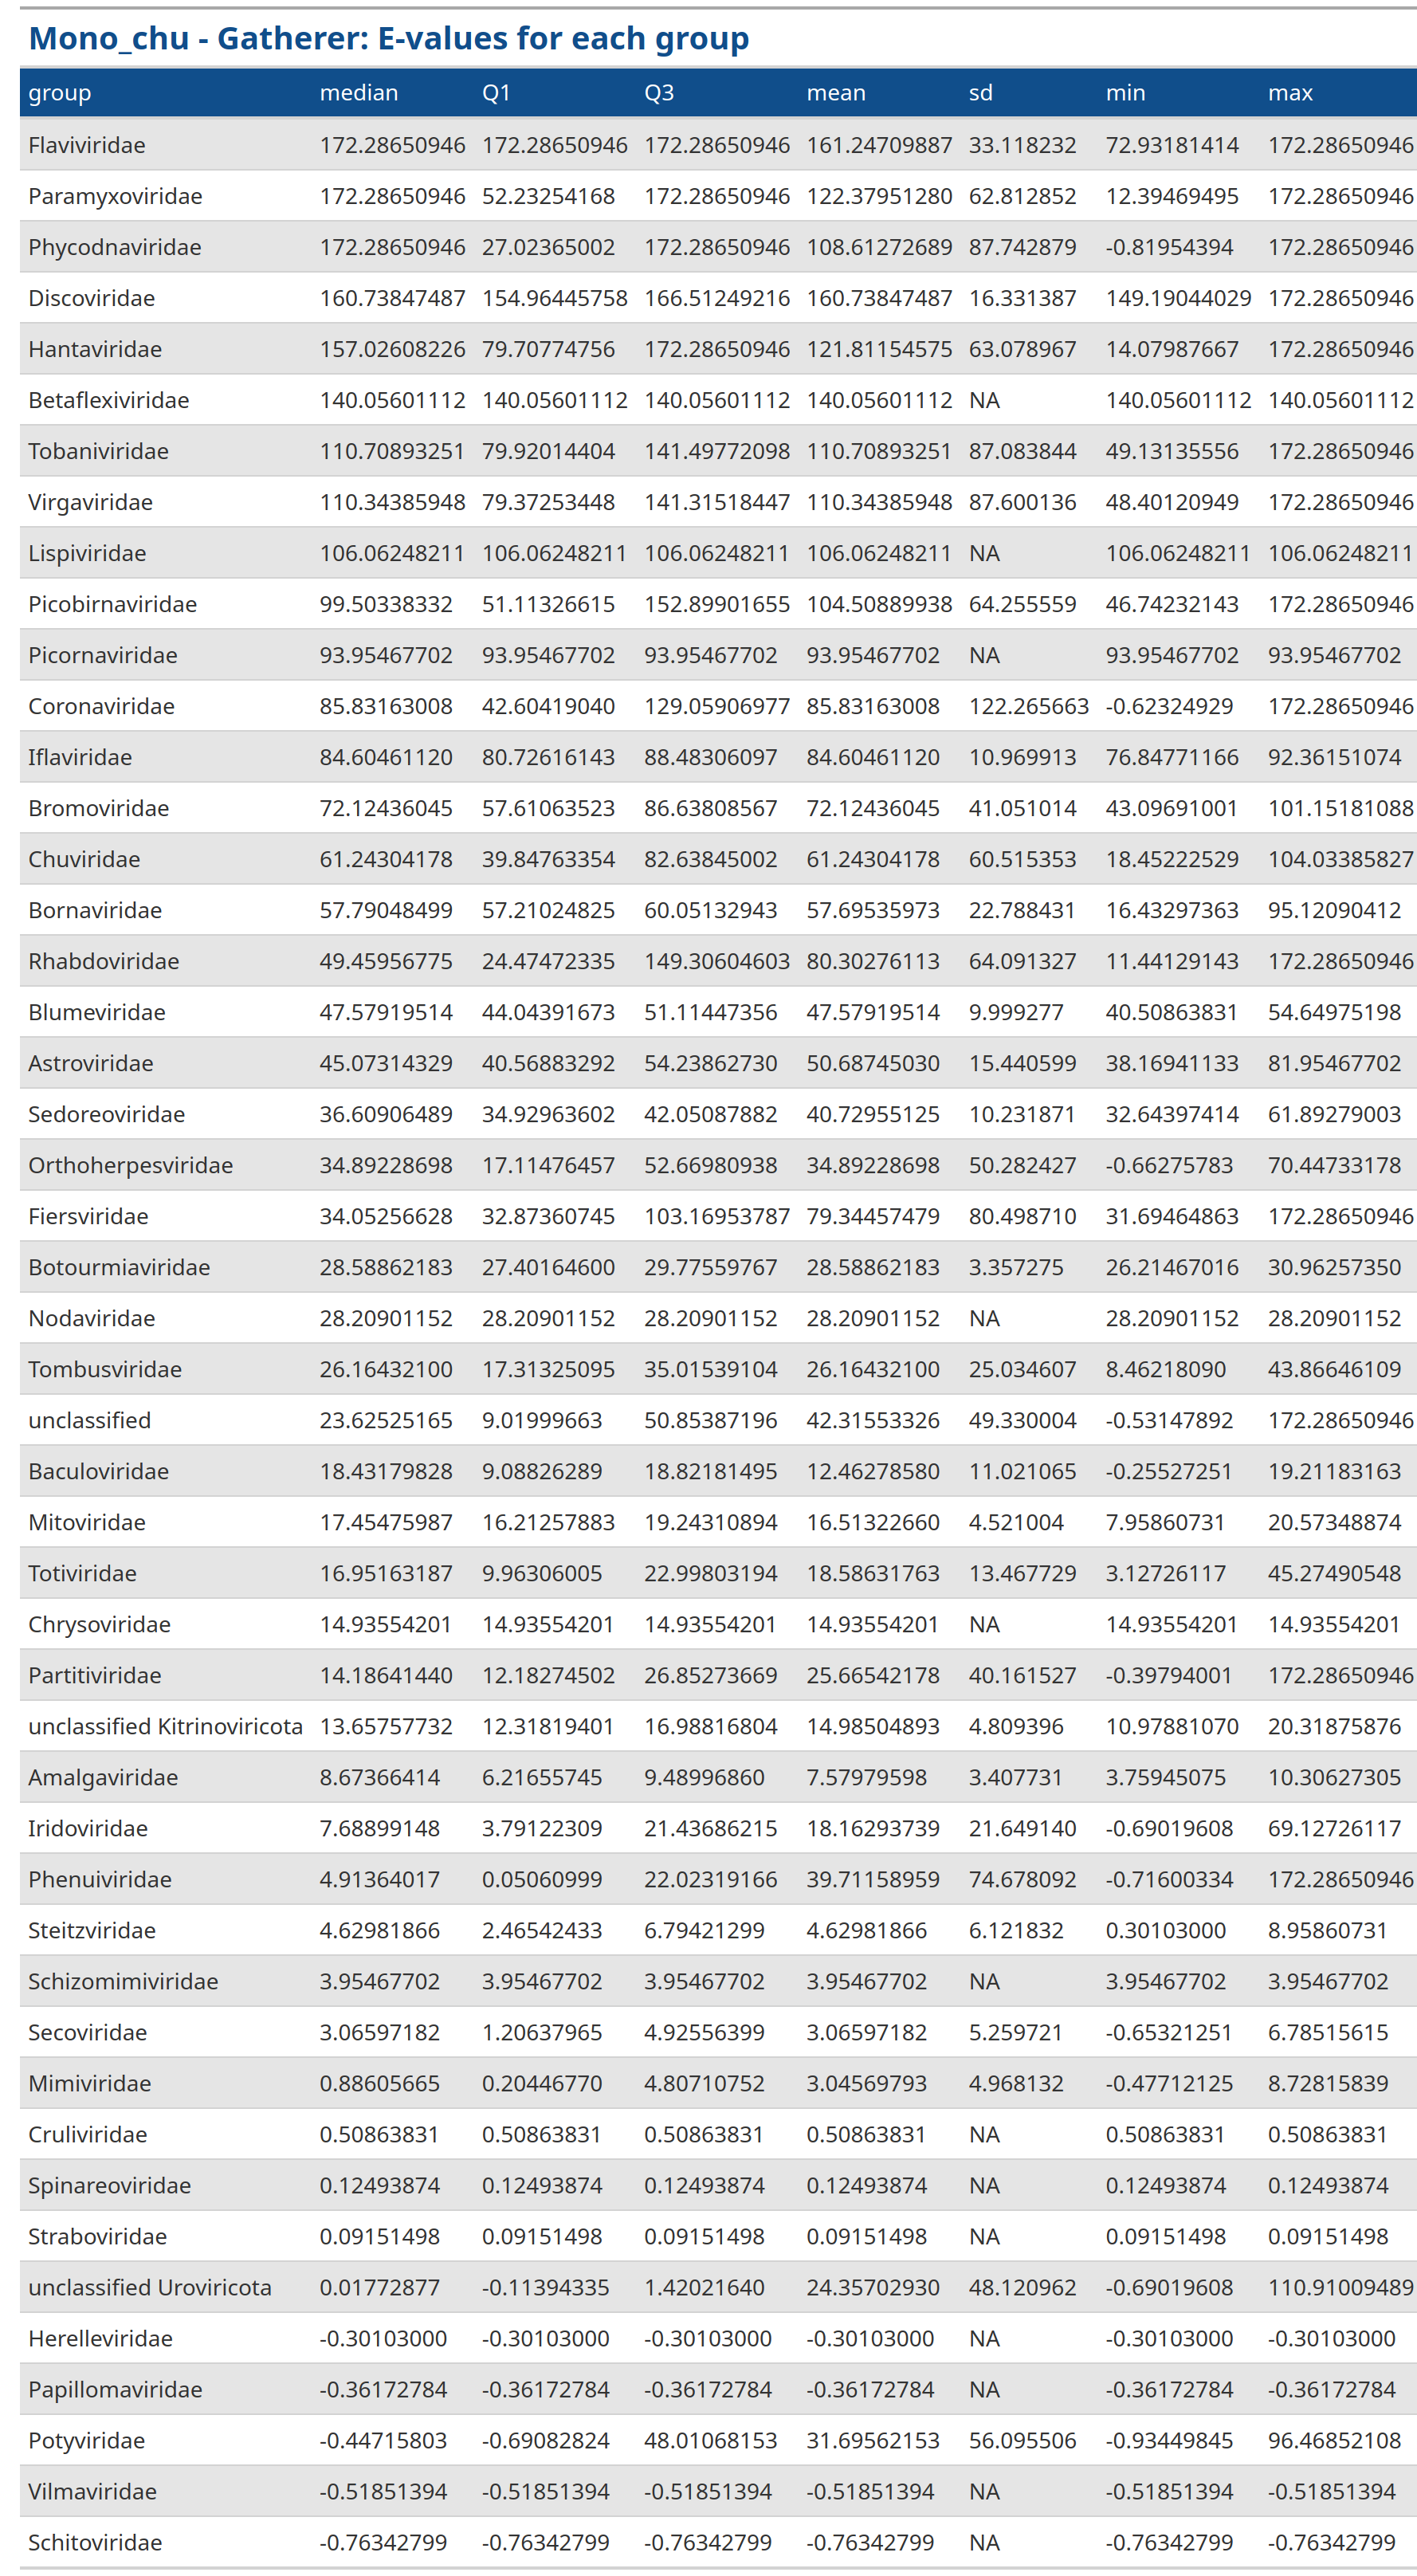 Mono_chu - Gatherer: E-values for each group
group median Q1 Q3 mean sd min max
Flaviviridae 172.28650946 172.28650946 172.28650946 161.24709887 33.118232 72.93181414 172.28650946
Paramyxoviridae 172.28650946 52.23254168 172.28650946 122.37951280 62.812852 12.39469495 172.28650946
Phycodnaviridae 172.28650946 27.02365002 172.28650946 108.61272689 87.742879 -0.81954394 172.28650946
Discoviridae 160.73847487 154.96445758 166.51249216 160.73847487 16.331387 149.19044029 172.28650946
Hantaviridae 157.02608226 79.70774756 172.28650946 121.81154575 63.078967 14.07987667 172.28650946
Betaflexiviridae 140.05601112 140.05601112 140.05601112 140.05601112 NA 140.05601112 140.05601112
Tobaniviridae 110.70893251 79.92014404 141.49772098 110.70893251 87.083844 49.13135556 172.28650946
Virgaviridae 110.34385948 79.37253448 141.31518447 110.34385948 87.600136 48.40120949 172.28650946
Lispiviridae 106.06248211 106.06248211 106.06248211 106.06248211 NA 106.06248211 106.06248211
Picobirnaviridae 99.50338332 51.11326615 152.89901655 104.50889938 64.255559 46.74232143 172.28650946
Picornaviridae 93.95467702 93.95467702 93.95467702 93.95467702 NA 93.95467702 93.95467702
Coronaviridae 85.83163008 42.60419040 129.05906977 85.83163008 122.265663 -0.62324929 172.28650946
Iflaviridae 84.60461120 80.72616143 88.48306097 84.60461120 10.969913 76.84771166 92.36151074
Bromoviridae 72.12436045 57.61063523 86.63808567 72.12436045 41.051014 43.09691001 101.15181088
Chuviridae 61.24304178 39.84763354 82.63845002 61.24304178 60.515353 18.45222529 104.03385827
Bornaviridae 57.79048499 57.21024825 60.05132943 57.69535973 22.788431 16.43297363 95.12090412
Rhabdoviridae 49.45956775 24.47472335 149.30604603 80.30276113 64.091327 11.44129143 172.28650946
Blumeviridae 47.57919514 44.04391673 51.11447356 47.57919514 9.999277 40.50863831 54.64975198
Astroviridae 45.07314329 40.56883292 54.23862730 50.68745030 15.440599 38.16941133 81.95467702
Sedoreoviridae 36.60906489 34.92963602 42.05087882 40.72955125 10.231871 32.64397414 61.89279003
Orthoherpesviridae 34.89228698 17.11476457 52.66980938 34.89228698 50.282427 -0.66275783 70.44733178
Fiersviridae 34.05256628 32.87360745 103.16953787 79.34457479 80.498710 31.69464863 172.28650946
Botourmiaviridae 28.58862183 27.40164600 29.77559767 28.58862183 3.357275 26.21467016 30.96257350
Nodaviridae 28.20901152 28.20901152 28.20901152 28.20901152 NA 28.20901152 28.20901152
Tombusviridae 26.16432100 17.31325095 35.01539104 26.16432100 25.034607 8.46218090 43.86646109
unclassified 23.62525165 9.01999663 50.85387196 42.31553326 49.330004 -0.53147892 172.28650946
Baculoviridae 18.43179828 9.08826289 18.82181495 12.46278580 11.021065 -0.25527251 19.21183163
Mitoviridae 17.45475987 16.21257883 19.24310894 16.51322660 4.521004 7.95860731 20.57348874
Totiviridae 16.95163187 9.96306005 22.99803194 18.58631763 13.467729 3.12726117 45.27490548
Chrysoviridae 14.93554201 14.93554201 14.93554201 14.93554201 NA 14.93554201 14.93554201
Partitiviridae 14.18641440 12.18274502 26.85273669 25.66542178 40.161527 -0.39794001 172.28650946
unclassified Kitrinoviricota 13.65757732 12.31819401 16.98816804 14.98504893 4.809396 10.97881070 20.31875876
Amalgaviridae 8.67366414 6.21655745 9.48996860 7.57979598 3.407731 3.75945075 10.30627305
Iridoviridae 7.68899148 3.79122309 21.43686215 18.16293739 21.649140 -0.69019608 69.12726117
Phenuiviridae 4.91364017 0.05060999 22.02319166 39.71158959 74.678092 -0.71600334 172.28650946
Steitzviridae 4.62981866 2.46542433 6.79421299 4.62981866 6.121832 0.30103000 8.95860731
Schizomimiviridae 3.95467702 3.95467702 3.95467702 3.95467702 NA 3.95467702 3.95467702
Secoviridae 3.06597182 1.20637965 4.92556399 3.06597182 5.259721 -0.65321251 6.78515615
Mimiviridae 0.88605665 0.20446770 4.80710752 3.04569793 4.968132 -0.47712125 8.72815839
Cruliviridae 0.50863831 0.50863831 0.50863831 0.50863831 NA 0.50863831 0.50863831
Spinareoviridae 0.12493874 0.12493874 0.12493874 0.12493874 NA 0.12493874 0.12493874
Straboviridae 0.09151498 0.09151498 0.09151498 0.09151498 NA 0.09151498 0.09151498
unclassified Uroviricota 0.01772877 -0.11394335 1.42021640 24.35702930 48.120962 -0.69019608 110.91009489
Herelleviridae -0.30103000 -0.30103000 -0.30103000 -0.30103000 NA -0.30103000 -0.30103000
Papillomaviridae -0.36172784 -0.36172784 -0.36172784 -0.36172784 NA -0.36172784 -0.36172784
Potyviridae -0.44715803 -0.69082824 48.01068153 31.69562153 56.095506 -0.93449845 96.46852108
Vilmaviridae -0.51851394 -0.51851394 -0.51851394 -0.51851394 NA -0.51851394 -0.51851394
Schitoviridae -0.76342799 -0.76342799 -0.76342799 -0.76342799 NA -0.76342799 -0.76342799